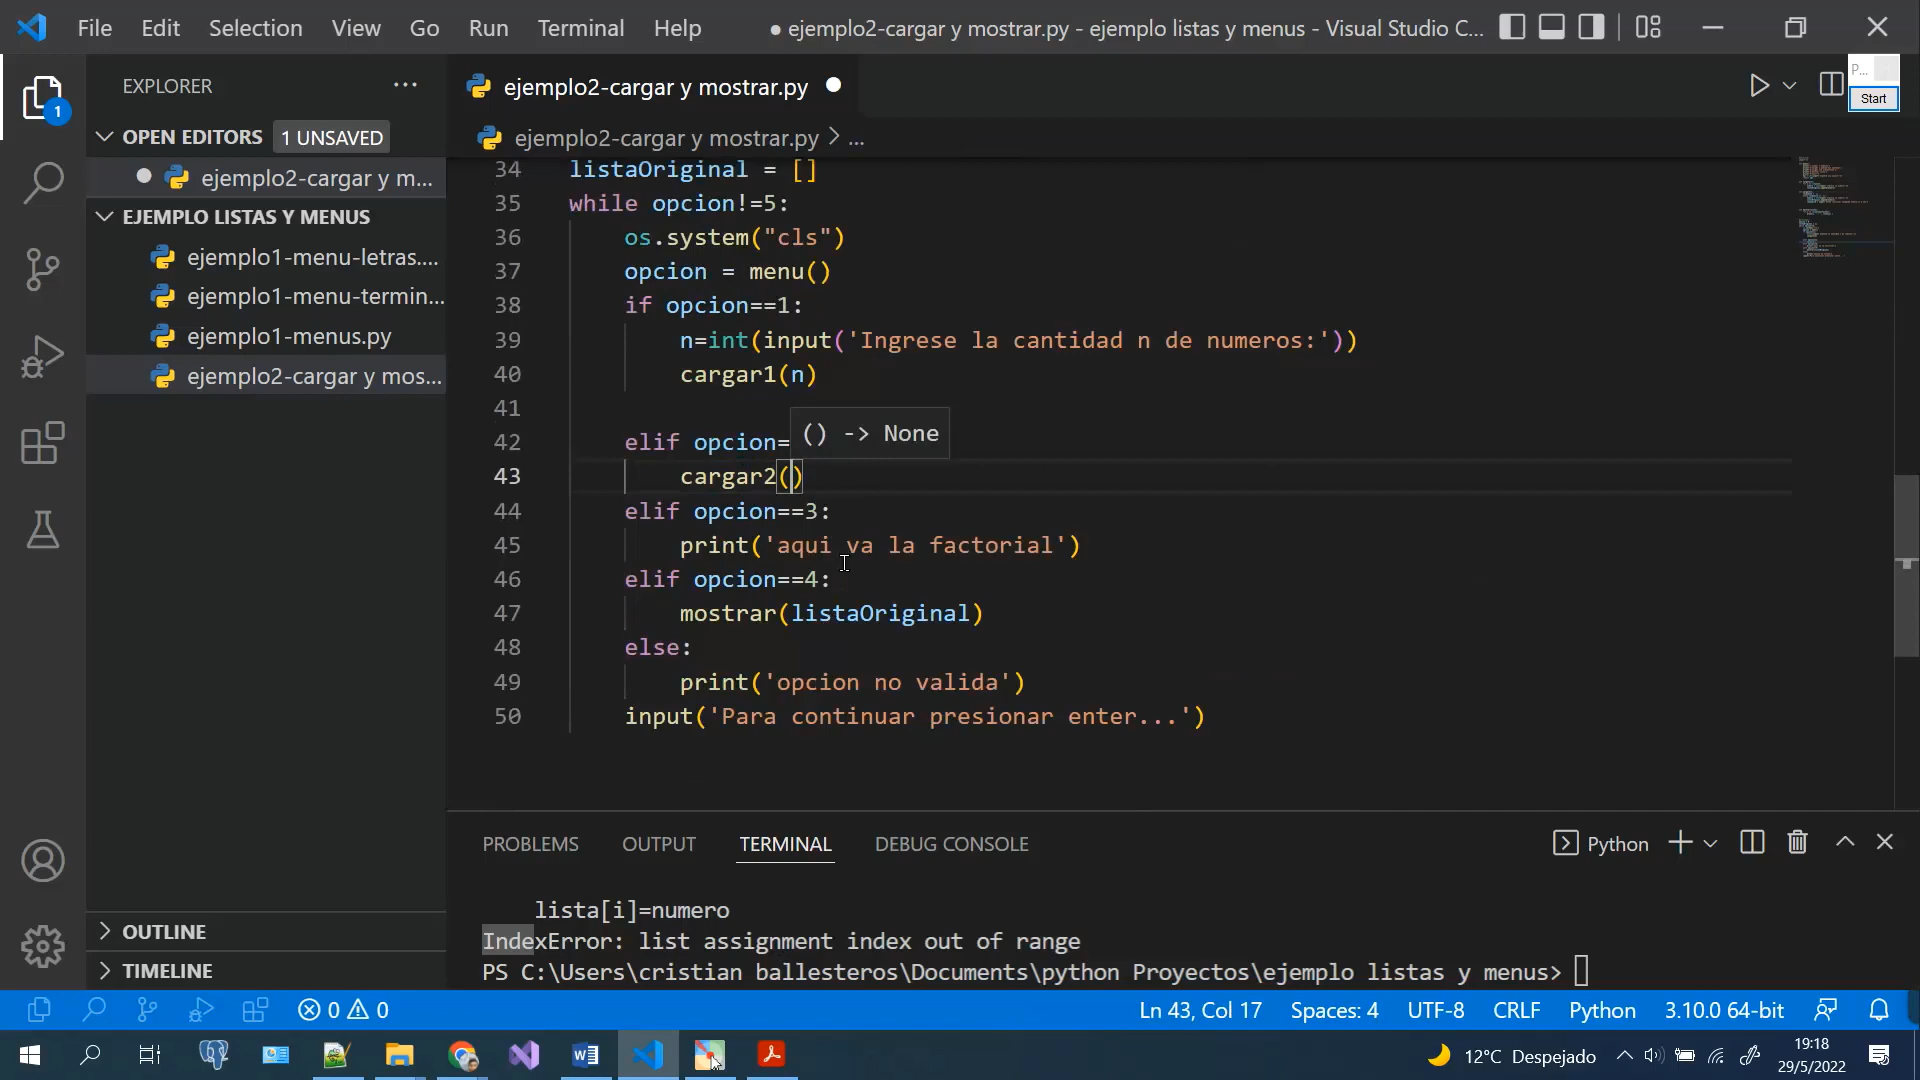 File Edit Selection View Go Run Terminal Help
● ejemplo2-cargar y mostrar.py - ejemplo listas y menus - Visual Studio C...
P...
Start
EXPLORER ...
OPEN EDITORS 1 UNSAVED
ejemplo2-cargar y m...
EJEMPLO LISTAS Y MENUS
ejemplo1-menu-letras....
ejemplo1-menu-termin...
ejemplo1-menus.py
ejemplo2-cargar y mos...
OUTLINE
TIMELINE
1
ejemplo2-cargar y mostrar.py
ejemplo2-cargar y mostrar.py > ...
34 listaOriginal = []
35 while opcion!=5:
36 os.system("cls")
37 opcion = menu()
38 if opcion==1:
39 n=int(input('Ingrese la cantidad n de numeros:'))
40 cargar1(n)
41
42 elif opcion=
() -> None
43 cargar2()
44 elif opcion==3:
45 print('aqui va la factorial')
46 elif opcion==4:
47 mostrar(listaOriginal)
48 else:
49 print('opcion no valida')
50 input('Para continuar presionar enter...')
PROBLEMS OUTPUT TERMINAL DEBUG CONSOLE
Python
lista[i]=numero
IndexError: list assignment index out of range
PS C:\Users\cristian ballesteros\Documents\python Proyectos\ejemplo listas y menus>
0 0
Ln 43, Col 17 Spaces: 4 UTF-8 CRLF Python 3.10.0 64-bit
12°C Despejado
19:18
29/5/2022